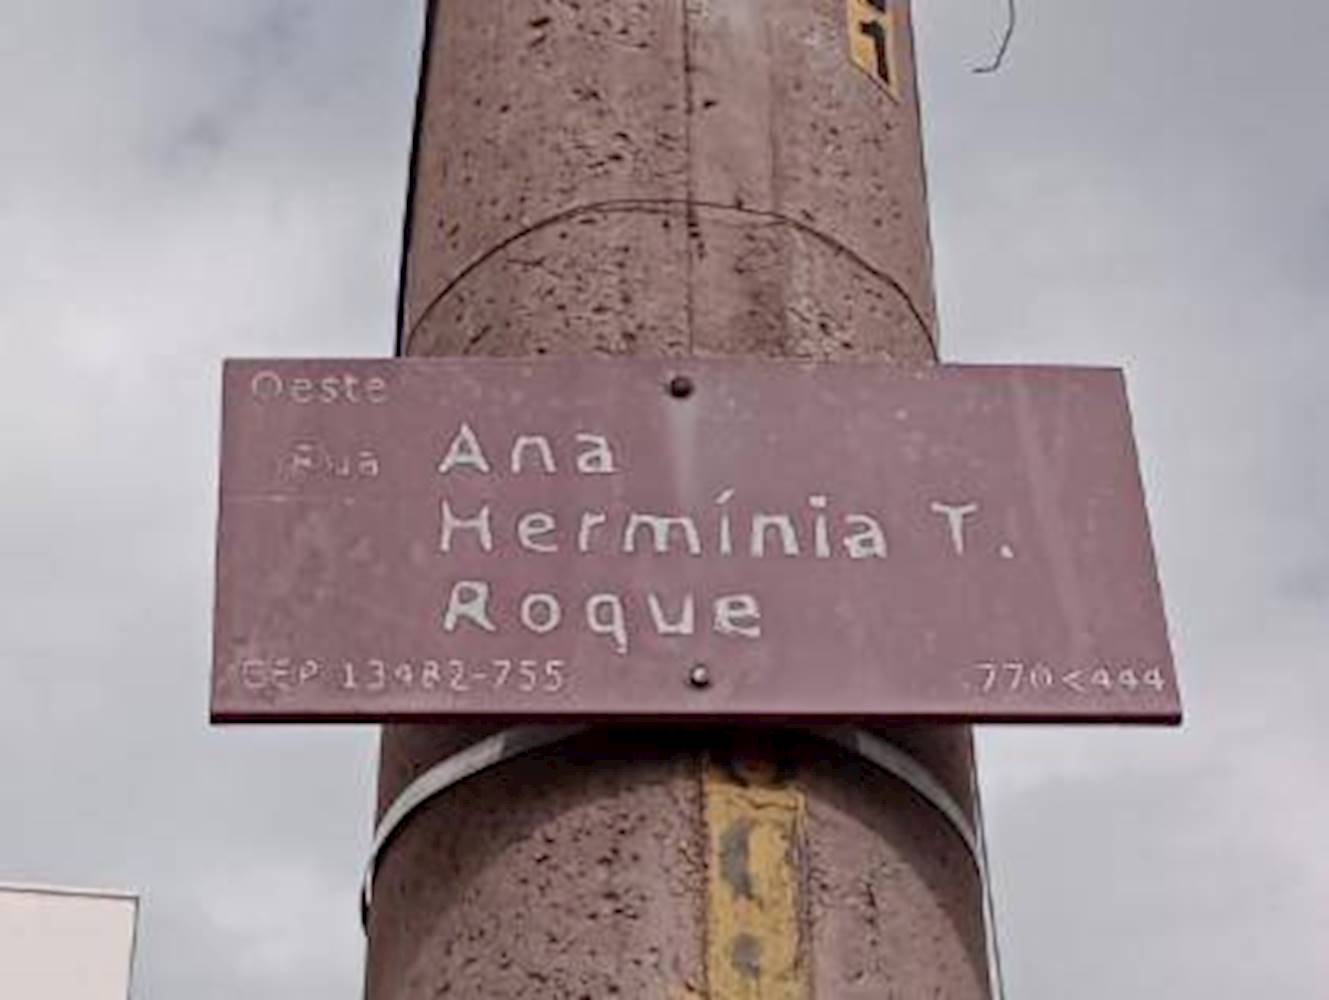 Oeste
Rua Ana
Hermínia T.
Roque
CEP 13482-755 770<444